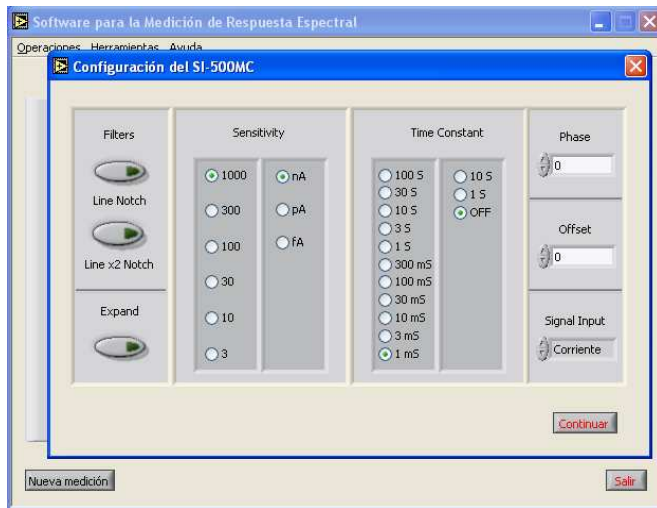 Software para la Medición de Respuesta Espectral
Operaciones Herramientas Ayuda
Configuración del SI-500MC
Filters
Line Notch
Line x2 Notch
Expand
Sensitivity
1000
300
100
30
10
3
nA
pA
fA
Time Constant
100 S
30 S
10 S
3 S
1 S
300 mS
100 mS
30 mS
10 mS
3 mS
1 mS
10 S
1 S
OFF
Phase
0
Offset
0
Signal Input
Corriente
Continuar
Nueva medición
Salir